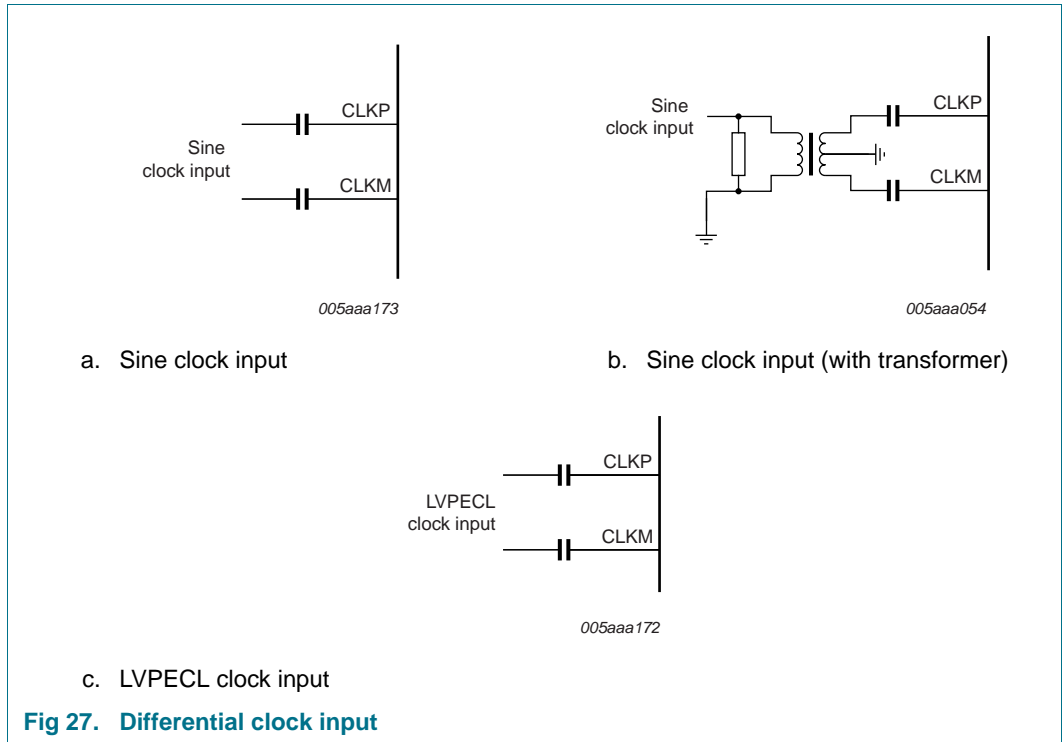 Sine
clock input
CLKP
CLKM
005aaa173
a. Sine clock input
Sine
clock input
CLKP
CLKM
005aaa054
b. Sine clock input (with transformer)
LVPECL
clock input
CLKP
CLKM
005aaa172
c. LVPECL clock input
Fig 27. Differential clock input